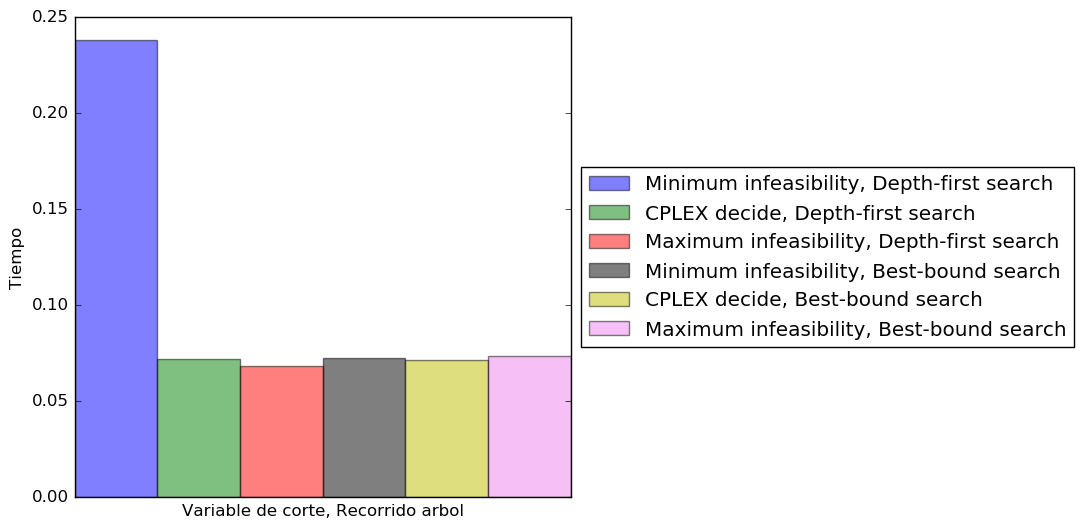 0.25
0.20
0.15
0.10
0.05
0.00
Tiempo
Variable de corte, Recorrido arbol
Minimum infeasibility, Depth-first search
CPLEX decide, Depth-first search
Maximum infeasibility, Depth-first search
Minimum infeasibility, Best-bound search
CPLEX decide, Best-bound search
Maximum infeasibility, Best-bound search